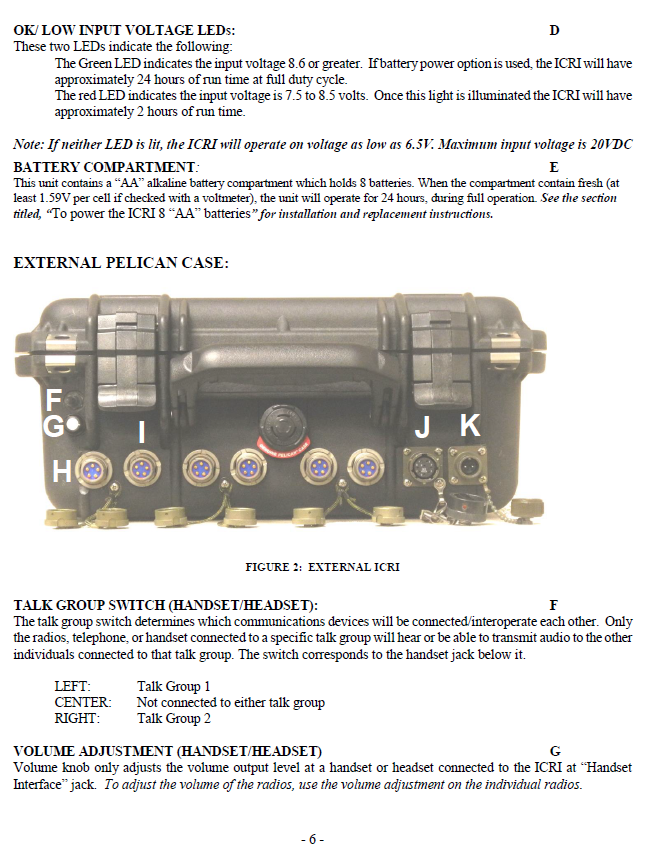 OK/ LOW INPUT VOLTAGE LEDs: D
These two LEDs indicate the following:
The Green LED indicates the input voltage 8.6 or greater. If battery power option is used, the ICRI will have
approximately 24 hours of run time at full duty cycle.
The red LED indicates the input voltage is 7.5 to 8.5 volts. Once this light is illuminated the ICRI will have
approximately 2 hours of run time.
Note: If neither LED is lit, the ICRI will operate on voltage as low as 6.5V. Maximum input voltage is 20VDC
BATTERY COMPARTMENT: E
This unit contains a “AA” alkaline battery compartment which holds 8 batteries. When the compartment contain fresh (at
least 1.59V per cell if checked with a voltmeter), the unit will operate for 24 hours, during full operation. See the section
titled, “To power the ICRI 8 “AA” batteries” for installation and replacement instructions.
EXTERNAL PELICAN CASE:
F
G
I
J
K
H
FIGURE 2: EXTERNAL ICRI
TALK GROUP SWITCH (HANDSET/HEADSET): F
The talk group switch determines which communications devices will be connected/interoperate each other. Only
the radios, telephone, or handset connected to a specific talk group will hear or be able to transmit audio to the other
individuals connected to that talk group. The switch corresponds to the handset jack below it.
LEFT: Talk Group 1
CENTER: Not connected to either talk group
RIGHT: Talk Group 2
VOLUME ADJUSTMENT (HANDSET/HEADSET) G
Volume knob only adjusts the volume output level at a handset or headset connected to the ICRI at “Handset
Interface” jack. To adjust the volume of the radios, use the volume adjustment on the individual radios.
- 6 -